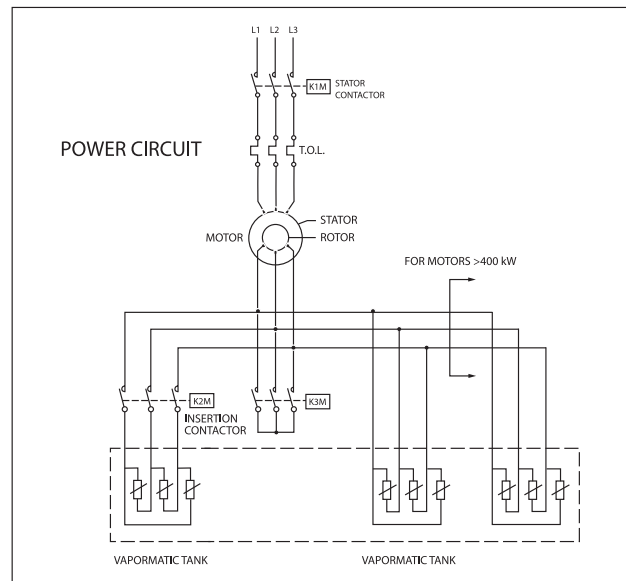 L1 L2 L3
K1M
STATOR
CONTACTOR
POWER CIRCUIT
T.O.L.
STATOR
MOTOR
ROTOR
FOR MOTORS >400 kW
K2M
K3M
INSERTION
CONTACTOR
VAPORMATIC TANK
VAPORMATIC TANK